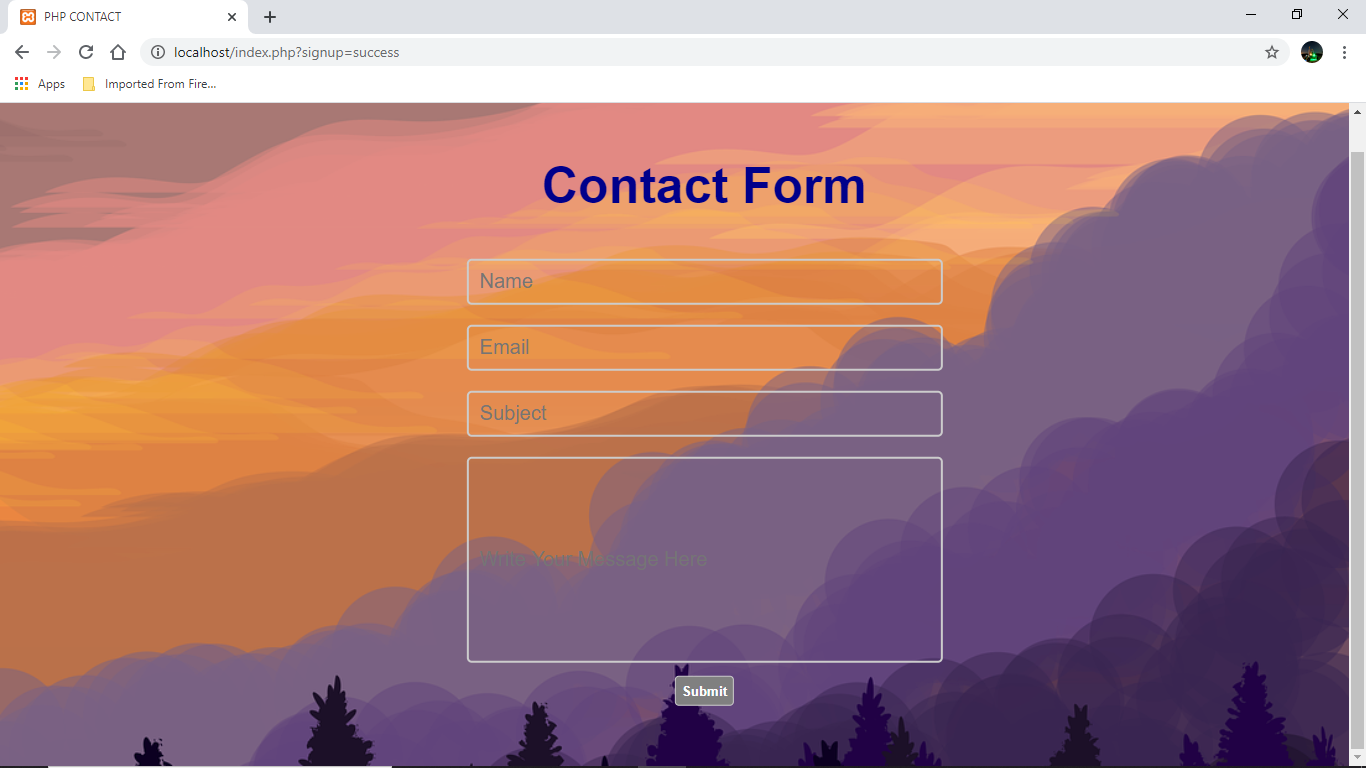 PHP CONTACT
localhost/index.php?signup=success
Apps
Imported From Fire...
Contact Form
Name
Email
Subject
Write Your Message Here
Submit